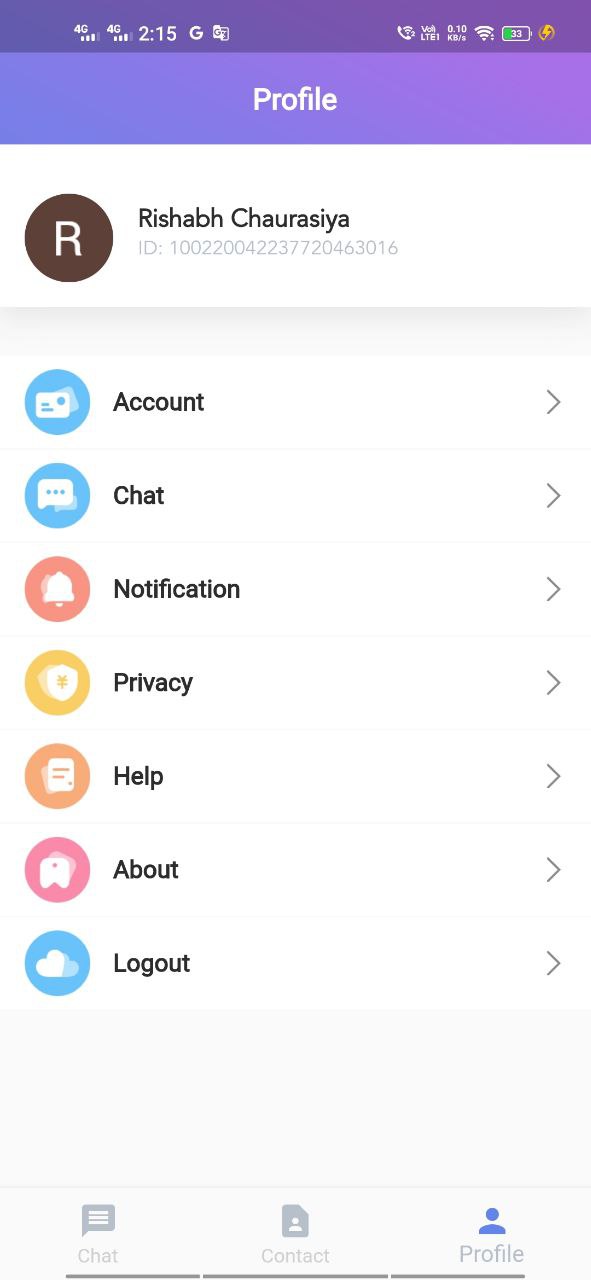 4G 4G 2:15 G Vo) LTE1 0.10 KB/s 33
Profile
R
Rishabh Chaurasiya
ID: 100220042237720463016
Account
Chat
Notification
¥
Privacy
Help
About
Logout
Chat Contact Profile